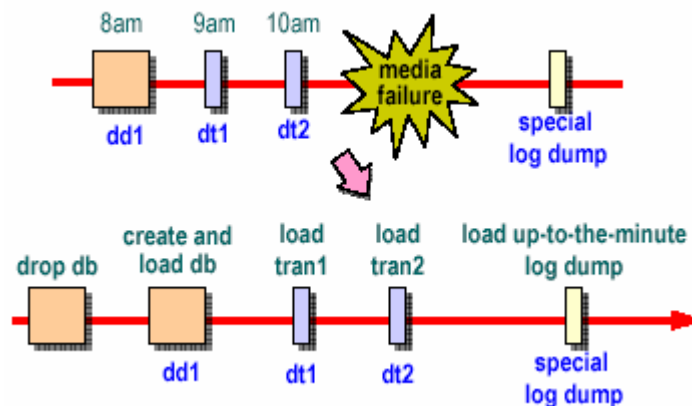 8am 9am 10am
media
failure
dd1 dt1 dt2 special
log dump
create and load load load up-to-the-minute
drop db load db tran1 tran2 log dump
dd1 dt1 dt2 special
log dump